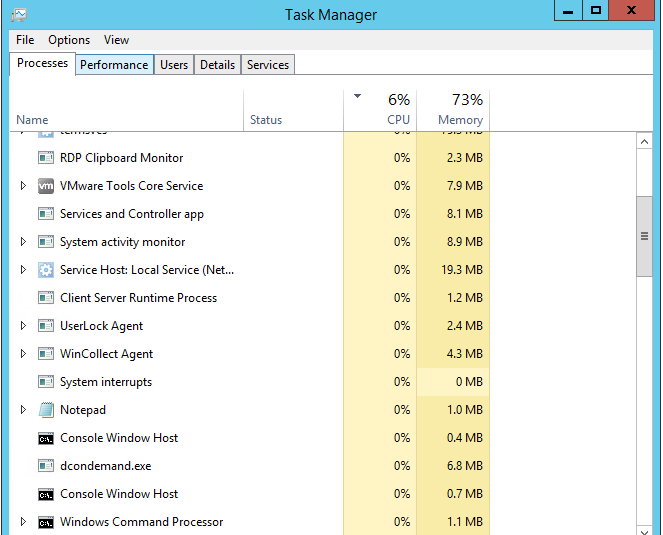 Task Manager
File Options View
Processes Performance Users Details Services
6% 73%
Name Status CPU Memory
termsvcs 0%
RDP Clipboard Monitor 0% 2.3 MB
VMware Tools Core Service 0% 7.9 MB
Services and Controller app 0% 8.1 MB
System activity monitor 0% 8.9 MB
Service Host: Local Service (Net... 0% 19.3 MB
Client Server Runtime Process 0% 1.2 MB
UserLock Agent 0% 2.4 MB
WinCollect Agent 0% 4.3 MB
System interrupts 0% 0 MB
Notepad 0% 1.0 MB
Console Window Host 0% 0.4 MB
dcondemand.exe 0% 6.8 MB
Console Window Host 0% 0.7 MB
Windows Command Processor 0% 1.1 MB